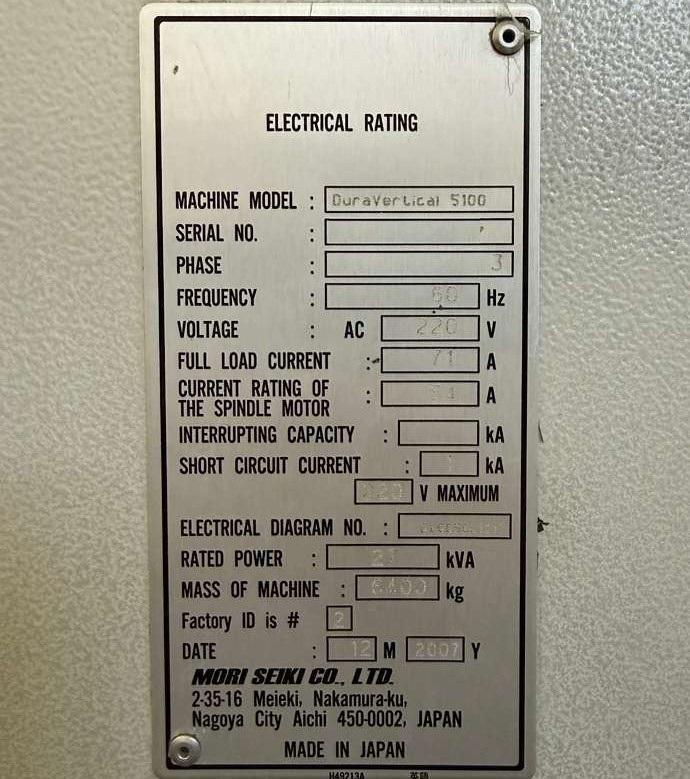 ELECTRICAL RATING
MACHINE MODEL : DuraVertical 5100
SERIAL NO. :
PHASE : 3
FREQUENCY : 60 Hz
VOLTAGE : AC 220 V
FULL LOAD CURRENT : 71 A
CURRENT RATING OF
THE SPINDLE MOTOR : A
INTERRUPTING CAPACITY : kA
SHORT CIRCUIT CURRENT : kA
V MAXIMUM
ELECTRICAL DIAGRAM NO. :
RATED POWER : kVA
MASS OF MACHINE : kg
Factory ID is # 2
DATE : 12 M 2007 Y
MORI SEIKI CO., LTD.
2-35-16 Meieki, Nakamura-ku,
Nagoya City Aichi 450-0002, JAPAN
MADE IN JAPAN
H49213A